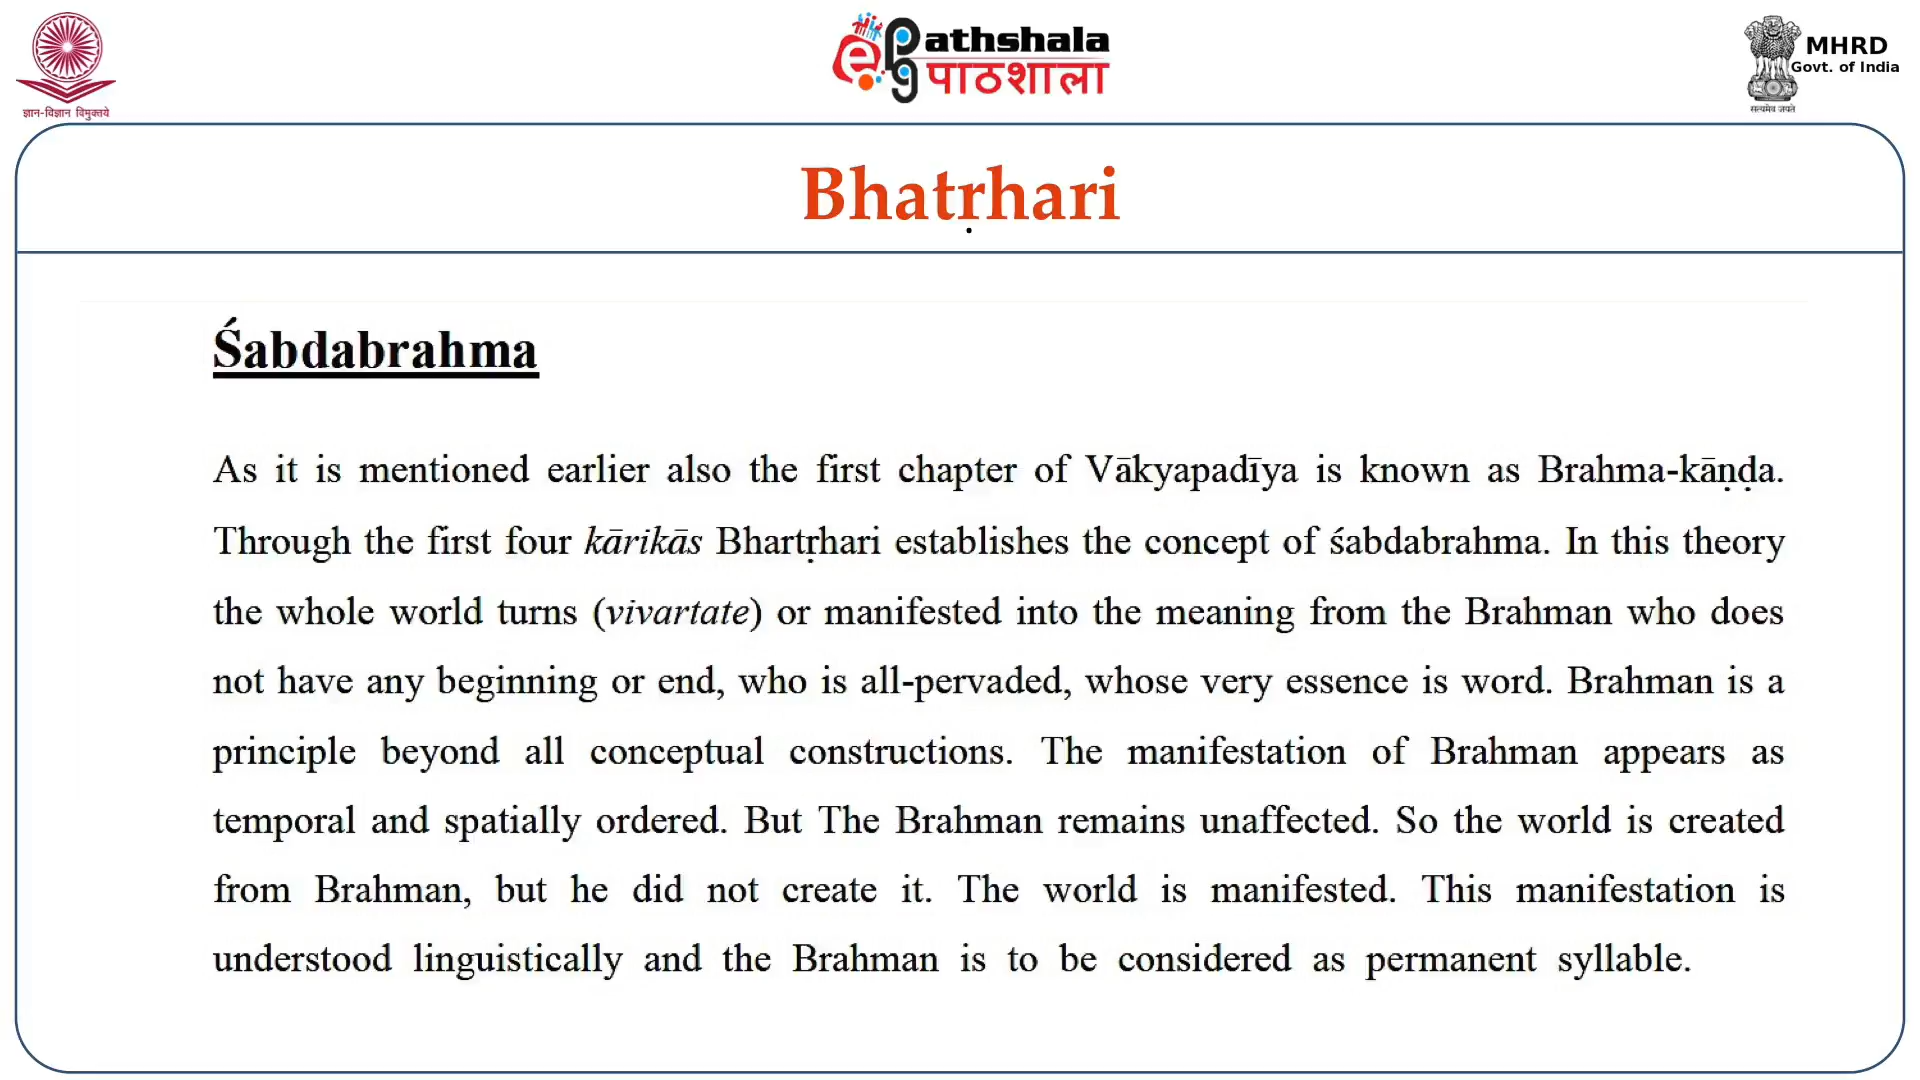 ज्ञान-विज्ञान विमुक्तये
e PG Pathshala
पाठशाला
MHRD
Govt. of India
सत्यमेव जयते
Bhatṛhari
Śabdabrahma
As it is mentioned earlier also the first chapter of Vākyapadīya is known as Brahma-kāṇḍa.
Through the first four kārikās Bhartṛhari establishes the concept of śabdabrahma. In this theory
the whole world turns (vivartate) or manifested into the meaning from the Brahman who does
not have any beginning or end, who is all-pervaded, whose very essence is word. Brahman is a
principle beyond all conceptual constructions. The manifestation of Brahman appears as
temporal and spatially ordered. But The Brahman remains unaffected. So the world is created
from Brahman, but he did not create it. The world is manifested. This manifestation is
understood linguistically and the Brahman is to be considered as permanent syllable.